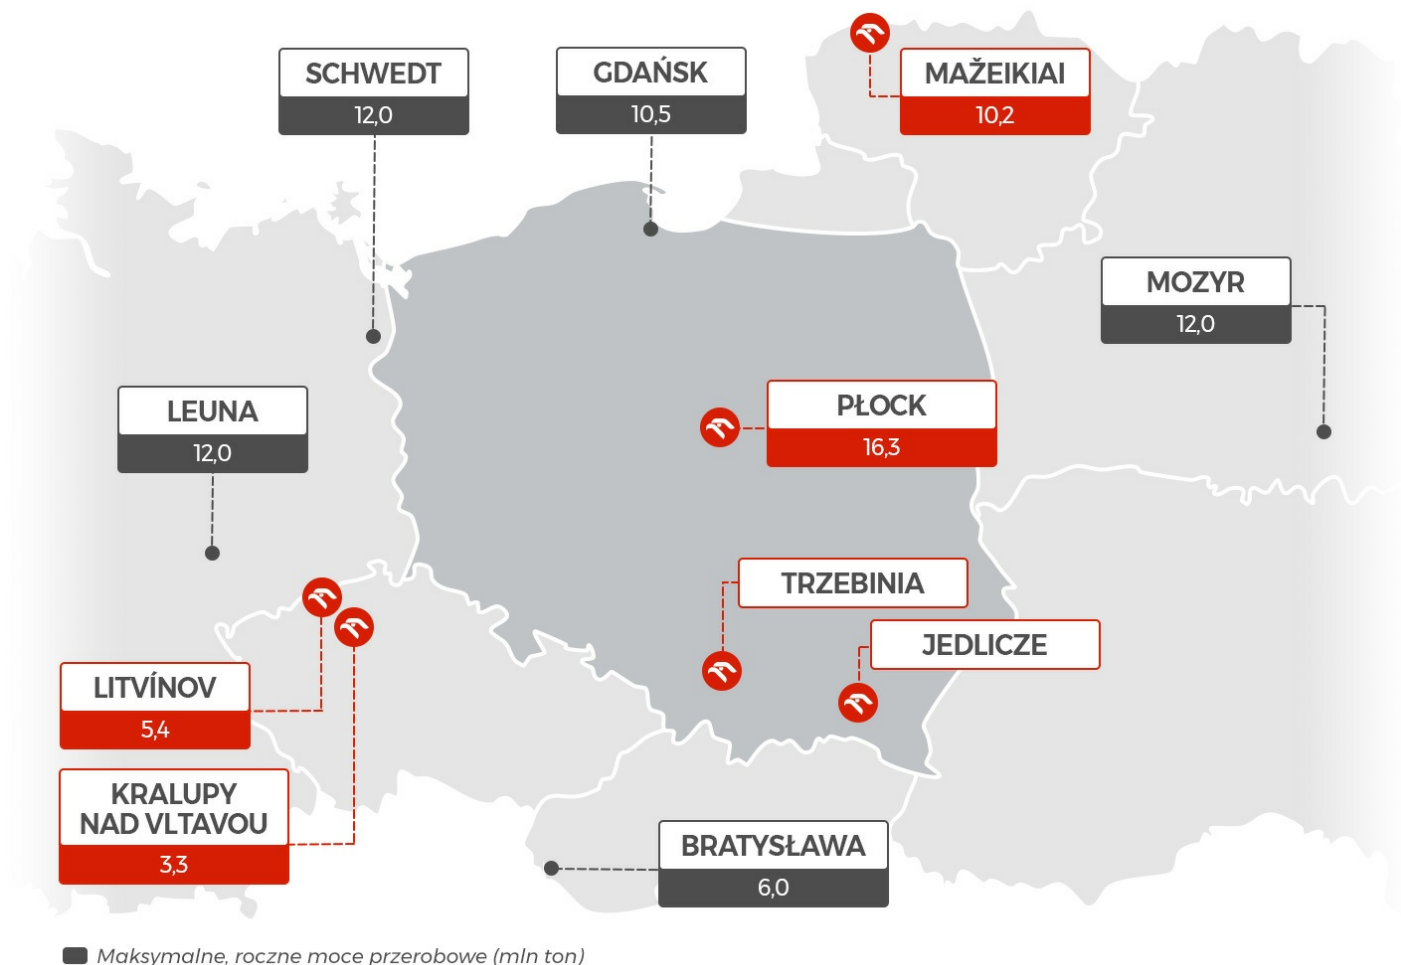 SCHWEDT
12,0
GDAŃSK
10,5
MAŽEIKIAI
10,2
MOZYR
12,0
LEUNA
12,0
PŁOCK
16,3
TRZEBINIA
JEDLICZE
LITVÍNOV
5,4
KRALUPY
NAD VLTAVOU
3,3
BRATYSŁAWA
6,0
Maksymalne, roczne moce przerobowe (mln ton)